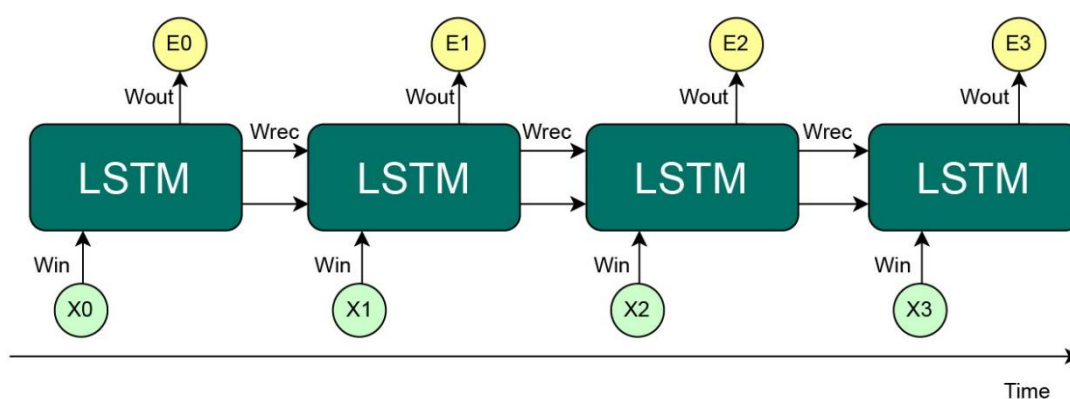 E0 E1 E2 E3
Wout Wout Wout Wout
Wrec Wrec Wrec
LSTM LSTM LSTM LSTM
Win Win Win Win
X0 X1 X2 X3
Time